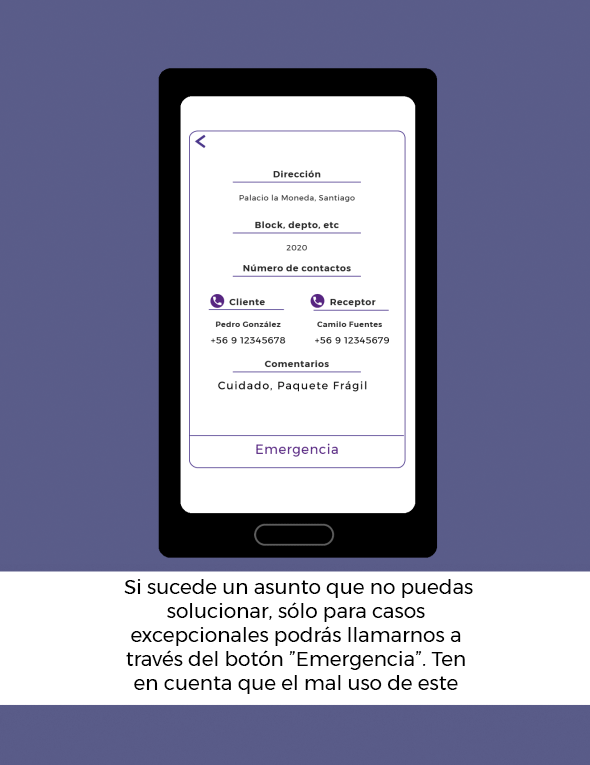 Dirección
Palacio la Moneda, Santiago
Block, depto, etc
2020
Número de contactos
Cliente
Receptor
Pedro González
Camilo Fuentes
+56 9 12345678
+56 9 12345679
Comentarios
Cuidado, Paquete Frágil
Emergencia
Si sucede un asunto que no puedas
solucionar, sólo para casos
excepcionales podrás llamarnos a
través del botón ”Emergencia”. Ten
en cuenta que el mal uso de este